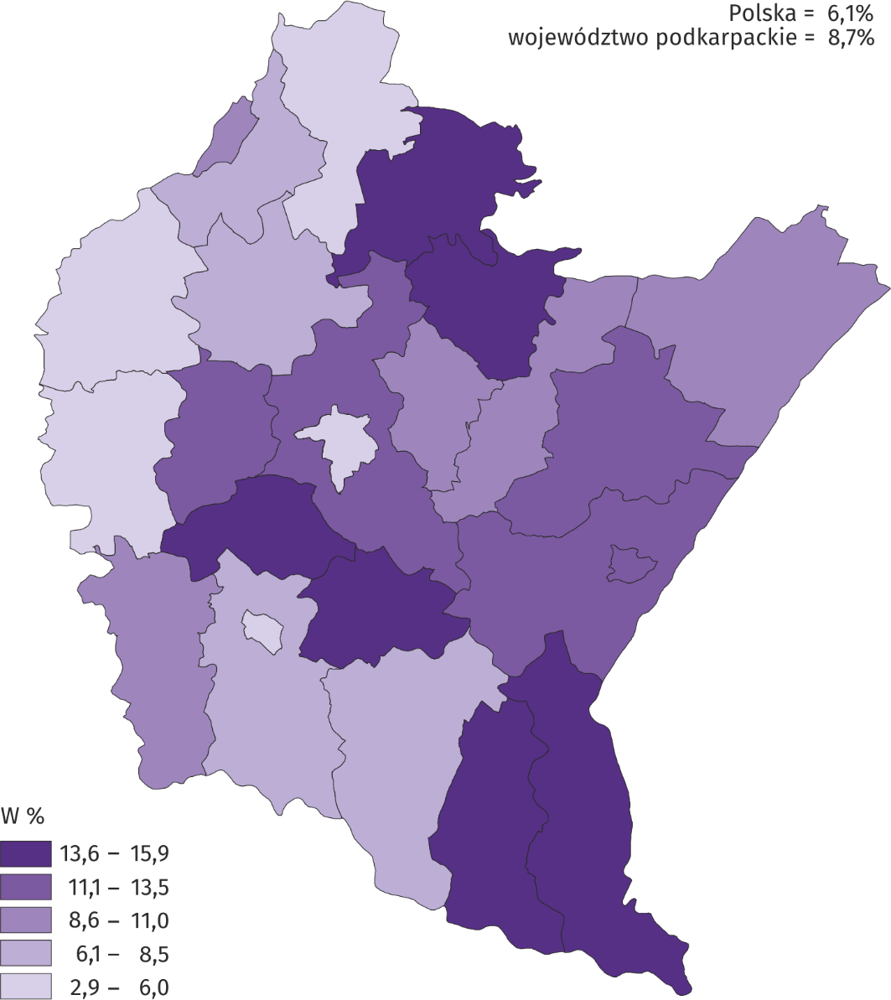 Polska = 6,1%
województwo podkarpackie = 8,7%
W %
13,6 – 15,9
11,1 – 13,5
8,6 – 11,0
6,1 – 8,5
2,9 – 6,0